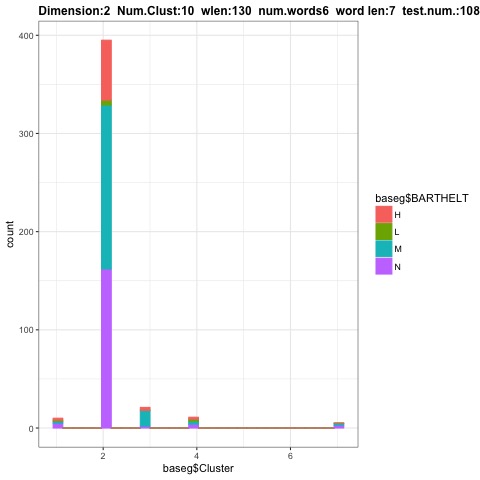 Dimension:2 Num.Clust:10 wlen:130 num.words6 word len:7 test.num.:108
400
300
200
100
0
count
2
4
6
baseg$Cluster
baseg$BARTHELT
H
L
M
N